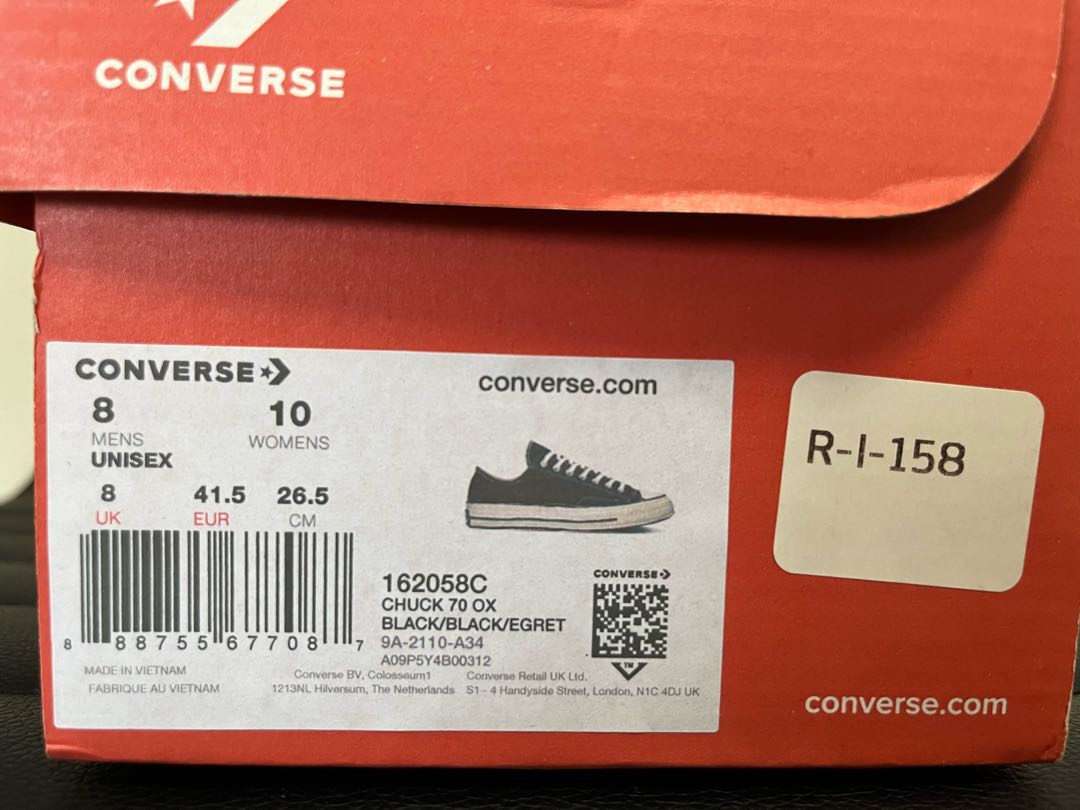 CONVERSE
CONVERSE
converse.com
8 10
MENS WOMENS
UNISEX
8 41.5 26.5
UK EUR CM
8 88755 67708 7
162058C
CHUCK 70 OX
BLACK/BLACK/EGRET
9A-2110-A34
A09P5Y4B00312
CONVERSE
TM
MADE IN VIETNAM
FABRIQUE AU VIETNAM
Converse BV, Colosseum1
1213NL Hilversum, The Netherlands
Converse Retail UK Ltd.
S1 - 4 Handyside Street, London, N1C 4DJ UK
R-I-158
converse.com